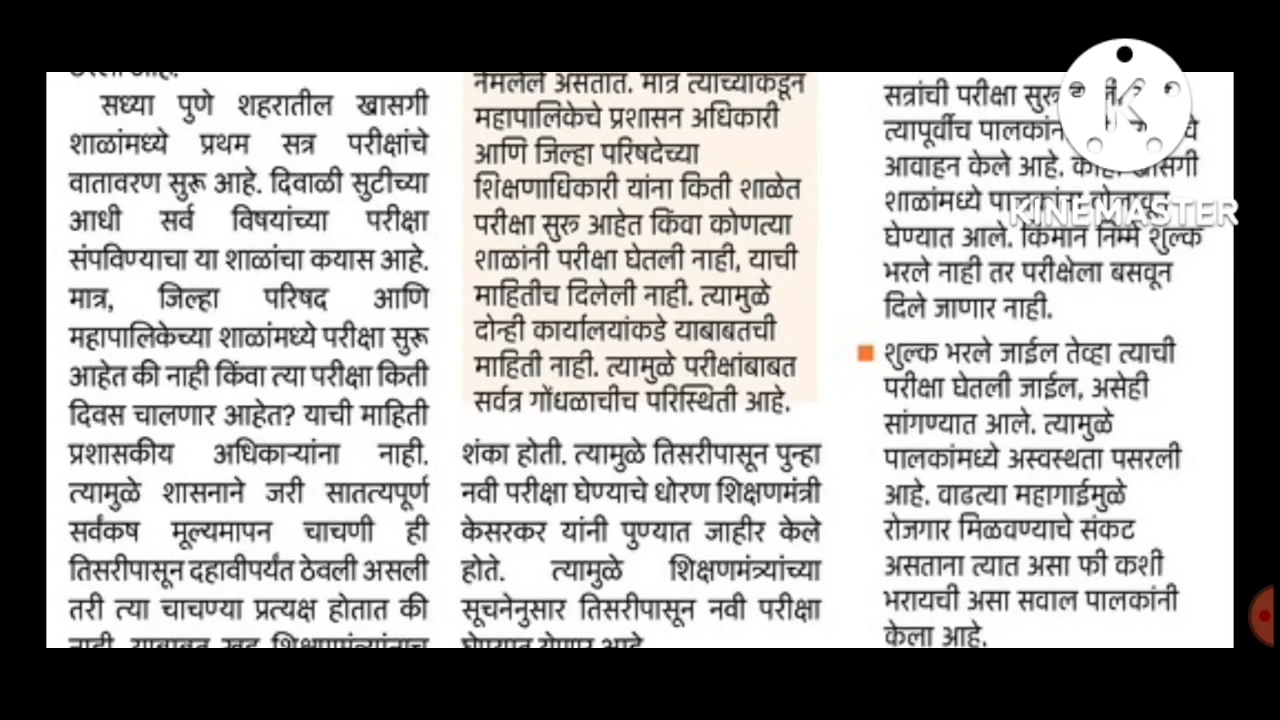 सध्या पुणे शहरातील खासगी
शाळांमध्ये प्रथम सत्र परीक्षांचे
वातावरण सुरू आहे. दिवाळी सुटीच्या
आधी सर्व विषयांच्या परीक्षा
संपविण्याचा या शाळांचा कयास आहे.
मात्र, जिल्हा परिषद आणि
महापालिकेच्या शाळांमध्ये परीक्षा सुरू
आहेत की नाही किंवा त्या परीक्षा किती
दिवस चालणार आहेत? याची माहिती
प्रशासकीय अधिकाऱ्यांना नाही.
त्यामुळे शासनाने जरी सातत्यपूर्ण
सर्वंकष मूल्यमापन चाचणी ही
तिसरीपासून दहावीपर्यंत ठेवली असली
तरी त्या चाचण्या प्रत्यक्ष होतात की
नेमलेले असतात. मात्र त्यांच्याकडून
महापालिकेचे प्रशासन अधिकारी
आणि जिल्हा परिषदेच्या
शिक्षणाधिकारी यांना किती शाळेत
परीक्षा सुरू आहेत किंवा कोणत्या
शाळांनी परीक्षा घेतली नाही, याची
माहितीच दिलेली नाही. त्यामुळे
दोन्ही कार्यालयांकडे याबाबतची
माहिती नाही. त्यामुळे परीक्षांबाबत
सर्वत्र गोंधळाचीच परिस्थिती आहे.
शंका होती. त्यामुळे तिसरीपासून पुन्हा
नवी परीक्षा घेण्याचे धोरण शिक्षणमंत्री
केसरकर यांनी पुण्यात जाहीर केले
होते. त्यामुळे शिक्षणमंत्र्यांच्या
सूचनेनुसार तिसरीपासून नवी परीक्षा
सत्रांची परीक्षा सुरू
त्यापूर्वीच
आवाहन केले आहे.
शाळांमध्ये
घेण्यात आले. किमान निम्मे शुल्क
भरले नाही तर परीक्षेला बसवून
दिले जाणार नाही.
शुल्क भरले जाईल तेव्हा त्याची
परीक्षा घेतली जाईल, असेही
सांगण्यात आले. त्यामुळे
पालकांमध्ये अस्वस्थता पसरली
आहे. वाढत्या महागाईमुळे
रोजगार मिळवण्याचे संकट
असताना त्यात असा फी कशी
भरायची असा सवाल पालकांनी
केला आहे.
KINEMASTER